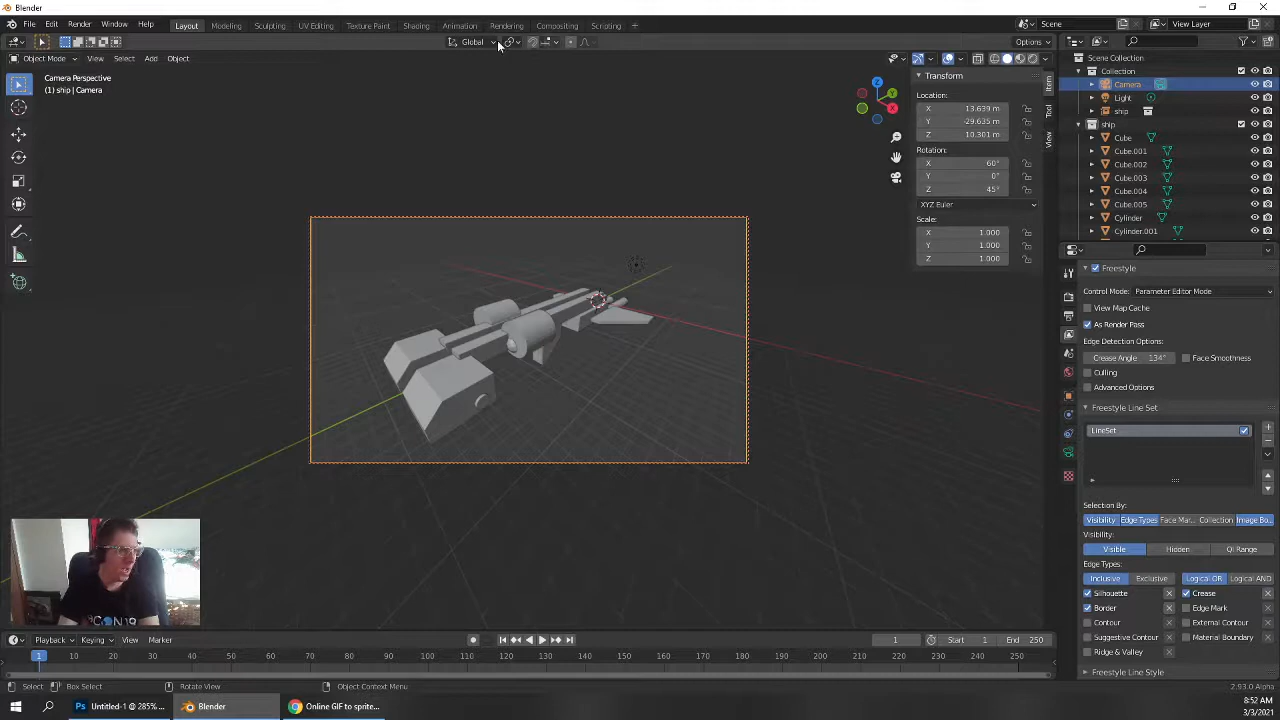 Blender
File Edit Render Window Help Layout Modeling Sculpting UV Editing Texture Paint Shading Animation Rendering Compositing Scripting + Scene View Layer
Global Options
Object Mode View Select Add Object
Camera Perspective
(1) ship | Camera
Z
Y
X
Transform
Location:
X 13.639 m
Y -29.635 m
Z 10.301 m
Rotation:
X 60°
Y 0°
Z 45°
XYZ Euler
Scale:
X 1.000
Y 1.000
Z 1.000
Item
Tool
View
Scene Collection
Collection
Camera
Light
ship
ship
Cube
Cube.001
Cube.002
Cube.003
Cube.004
Cube.005
Cylinder
Cylinder.001
Freestyle
Control Mode: Parameter Editor Mode
View Map Cache
As Render Pass
Edge Detection Options:
Crease Angle 134° Face Smoothness
Culling
Advanced Options
Freestyle Line Set
LineSet
Selection By:
Visibility Edge Types Face Mar... Collection Image Bo...
Visibility:
Visible Hidden QI Range
Edge Types:
Inclusive Exclusive Logical OR Logical AND
Silhouette Crease
Border Edge Mark
Contour External Contour
Suggestive Contour Material Boundary
Ridge & Valley
Freestyle Line Style
Playback Keying View Marker 1 Start 1 End 250
1 10 20 30 40 50 60 70 80 90 100 110 120 130 140 150 160 170 180 190 200 210 220 230 240 250
Select Box Select Rotate View Object Context Menu 2.93.0 Alpha
Untitled-1 @ 285% ... Blender Online GIF to sprite...
8:52 AM
3/3/2021